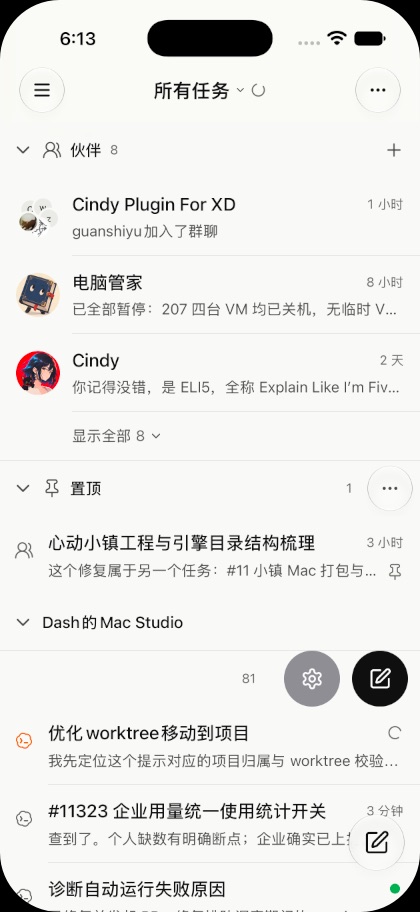 6:13
所有任务
伙伴 8
Cindy Plugin For XD
1 小时
guanshiyu加入了群聊
电脑管家
8 小时
已全部暂停：207 四台 VM 均已关机，无临时 V...
Cindy
2 天
你记得没错，是 ELI5，全称 Explain Like I'm Fiv...
显示全部 8
置顶
1
心动小镇工程与引擎目录结构梳理
3 小时
这个修复属于另一个任务：#11 小镇 Mac 打包与...
Dash的Mac Studio
81
优化worktree移动到项目
我先定位这个提示对应的项目归属与 worktree 校验...
#11323 企业用量统一使用统计开关
3 分钟
查到了。个人缺数有明确断点；企业确实已上
诊断自动运行失败原因